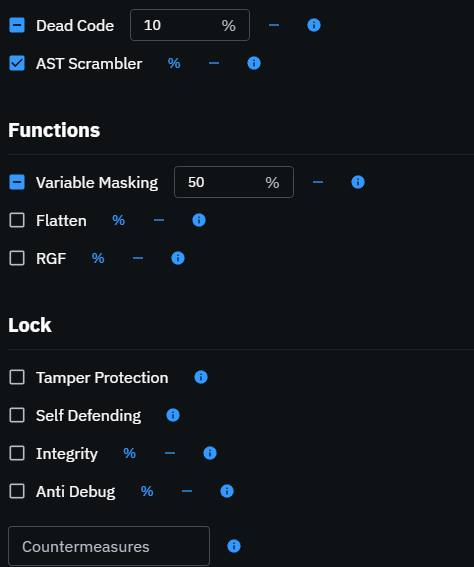 Dead Code 10 %
AST Scrambler %
Functions
Variable Masking 50 %
Flatten %
RGF %
Lock
Tamper Protection
Self Defending
Integrity %
Anti Debug %
Countermeasures